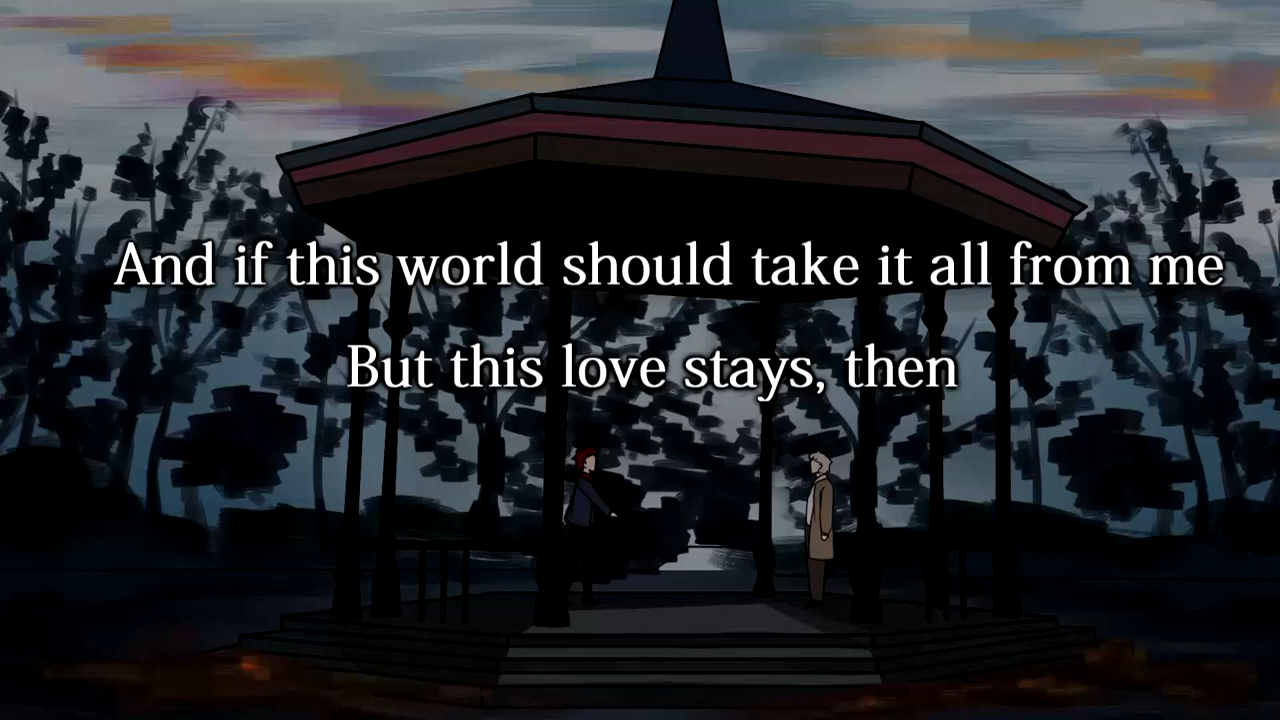 And if this world should take it all from me
But this love stays, then